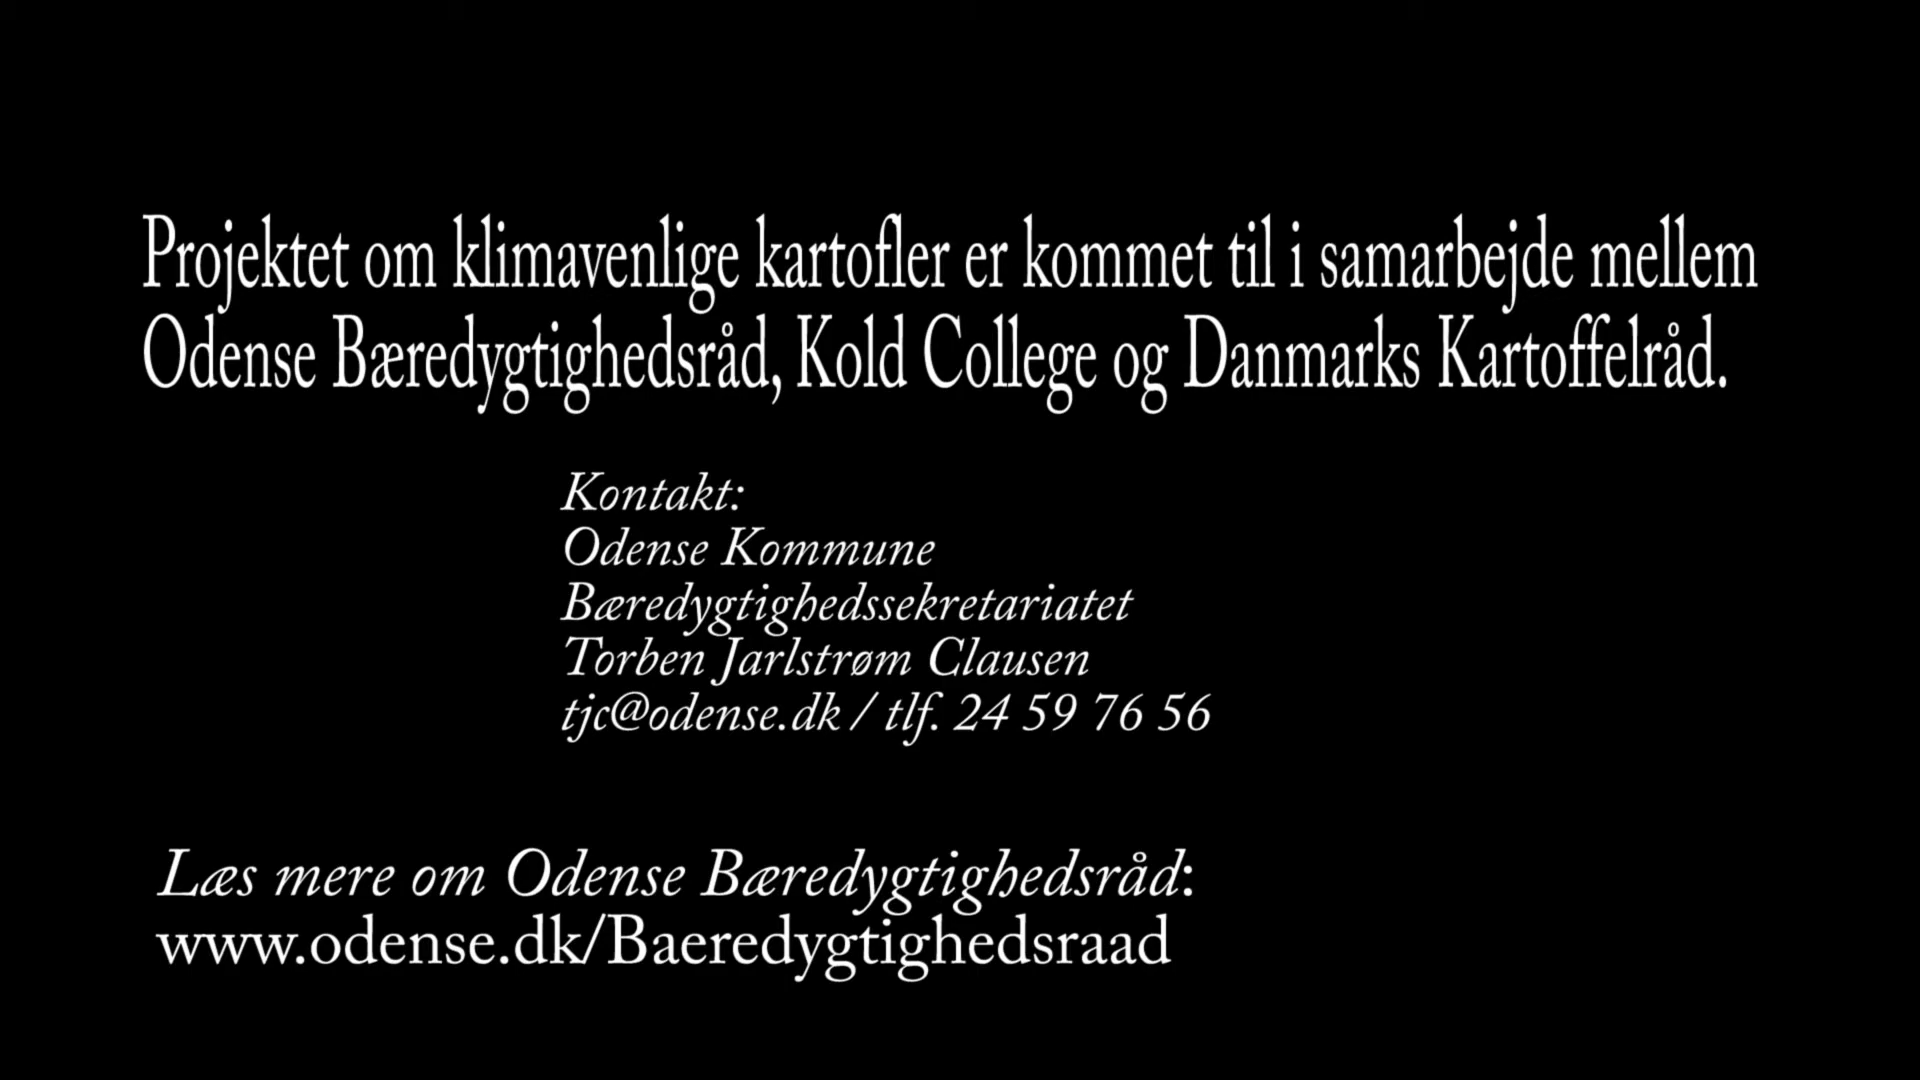 Projektet om klimavenlige kartofler er kommet til i samarbejde mellem
Odense Bæredygtighedsråd, Kold College og Danmarks Kartoffelråd.
Kontakt:
Odense Kommune
Bæredygtighedssekretariatet
Torben Jarlstrøm Clausen
tjc@odense.dk / tlf. 24 59 76 56
Læs mere om Odense Bæredygtighedsråd:
www.odense.dk/Baeredygtighedsraad